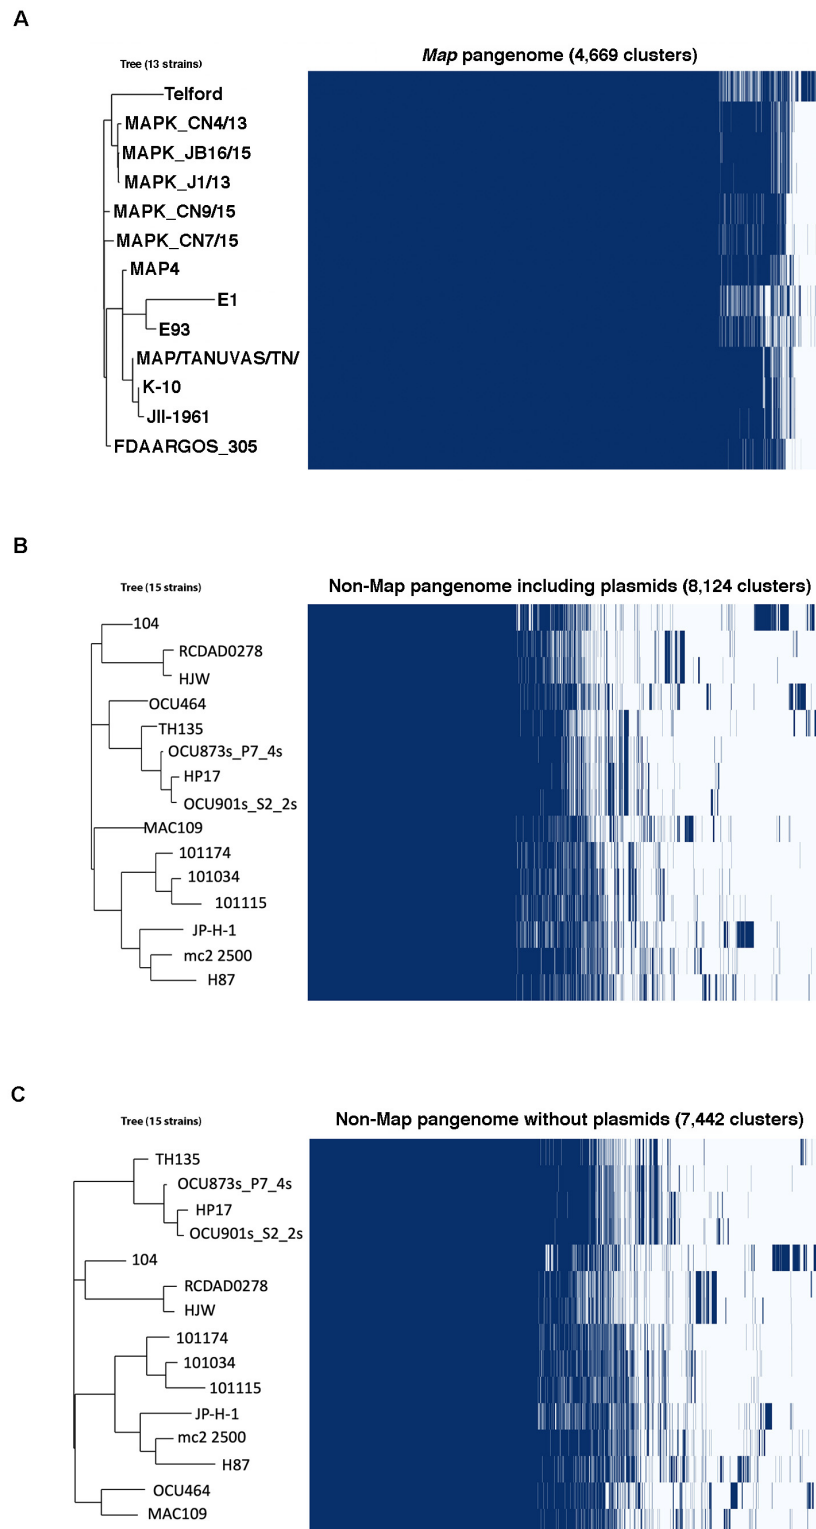 A
Map pangenome (4,669 clusters)
Tree (13 strains)
Telford
MAPK_CN4/13
MAPK_JB16/15
MAPK_J1/13
MAPK_CN9/15
MAPK_CN7/15
MAP4
E1
E93
MAP/TANUVAS/TN/
K-10
JII-1961
FDAARGOS_305
B
Tree (15 strains)
Non-Map pangenome including plasmids (8,124 clusters)
104
RCDAD0278
HJW
OCU464
TH135
OCU873s_P7_4s
HP17
OCU901s_S2_2s
MAC109
101174
101034
101115
JP-H-1
mc2 2500
H87
C
Tree (15 strains)
Non-Map pangenome without plasmids (7,442 clusters)
TH135
OCU873s_P7_4s
HP17
OCU901s_S2_2s
104
RCDAD0278
HJW
101174
101034
101115
JP-H-1
mc2 2500
H87
OCU464
MAC109